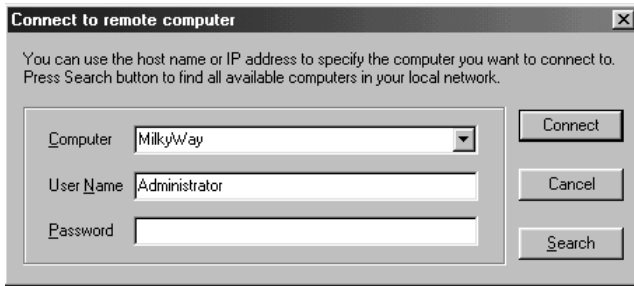 Connect to remote computer
You can use the host name or IP address to specify the computer you want to connect to.
Press Search button to find all available computers in your local network.
Computer MilkyWay
Connect
User Name Administrator
Cancel
Password
Search